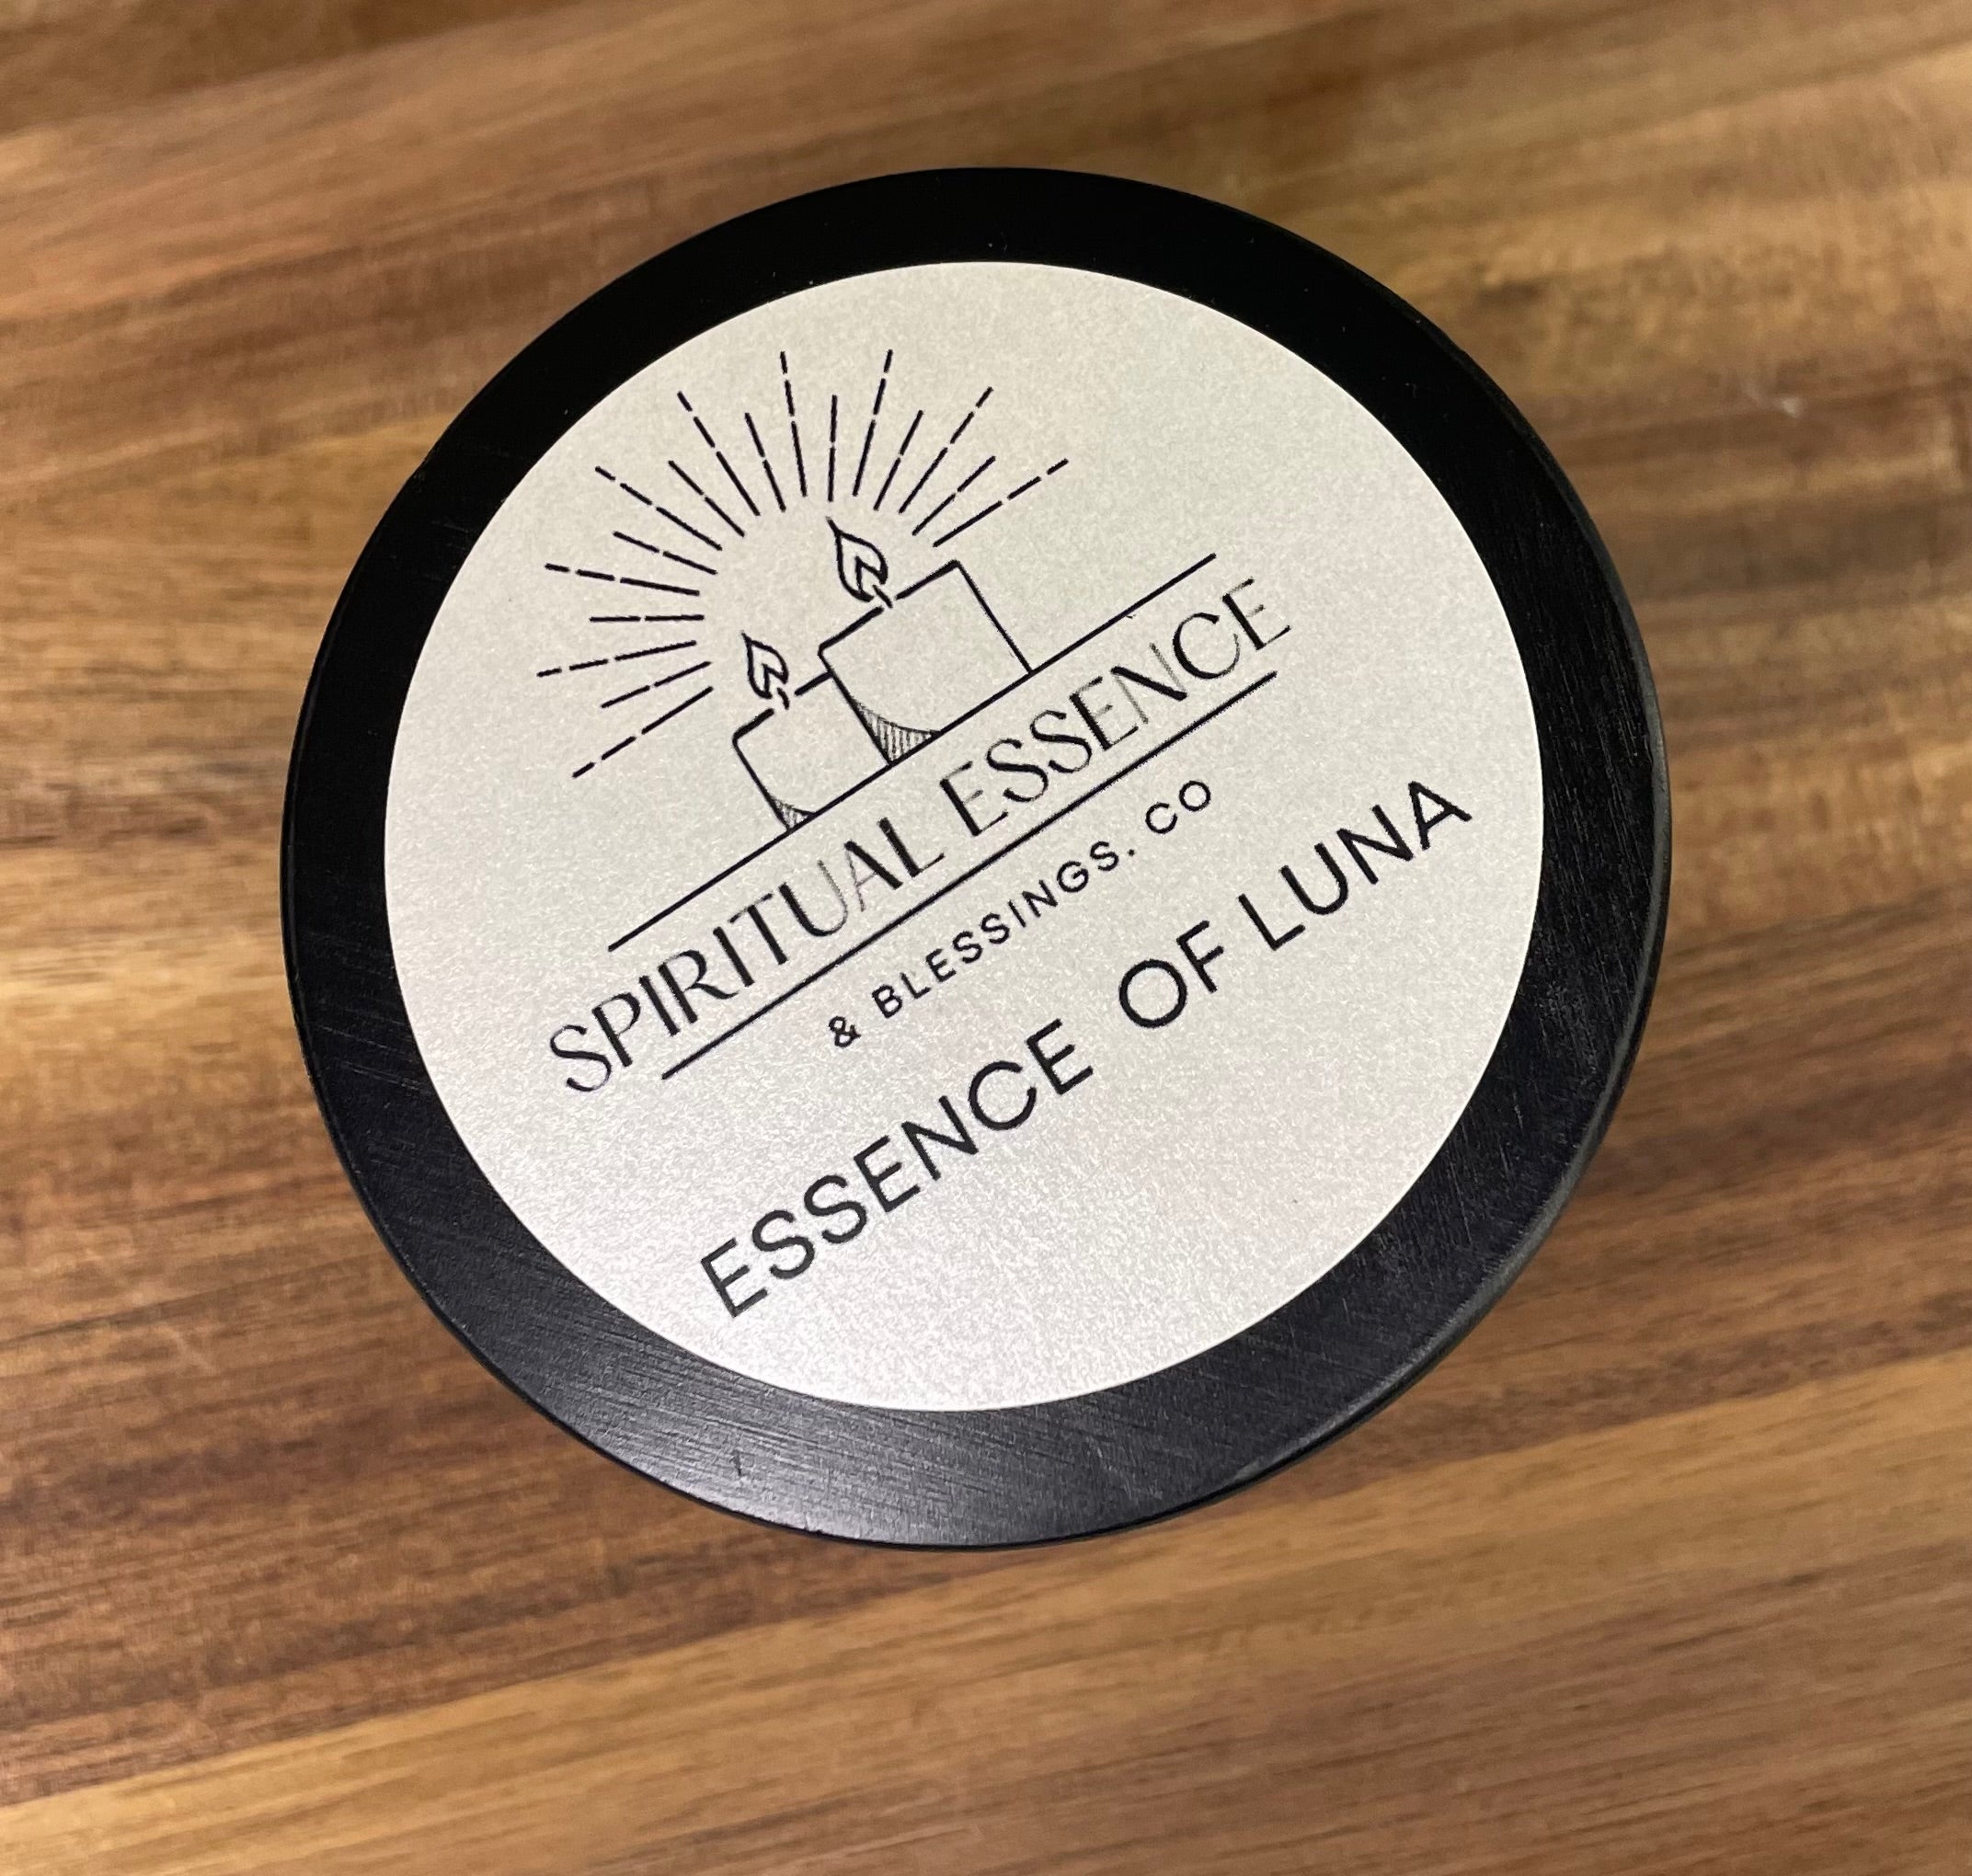 SPIRITUAL ESSENCE
& BLESSINGS. CO
ESSENCE OF LUNA